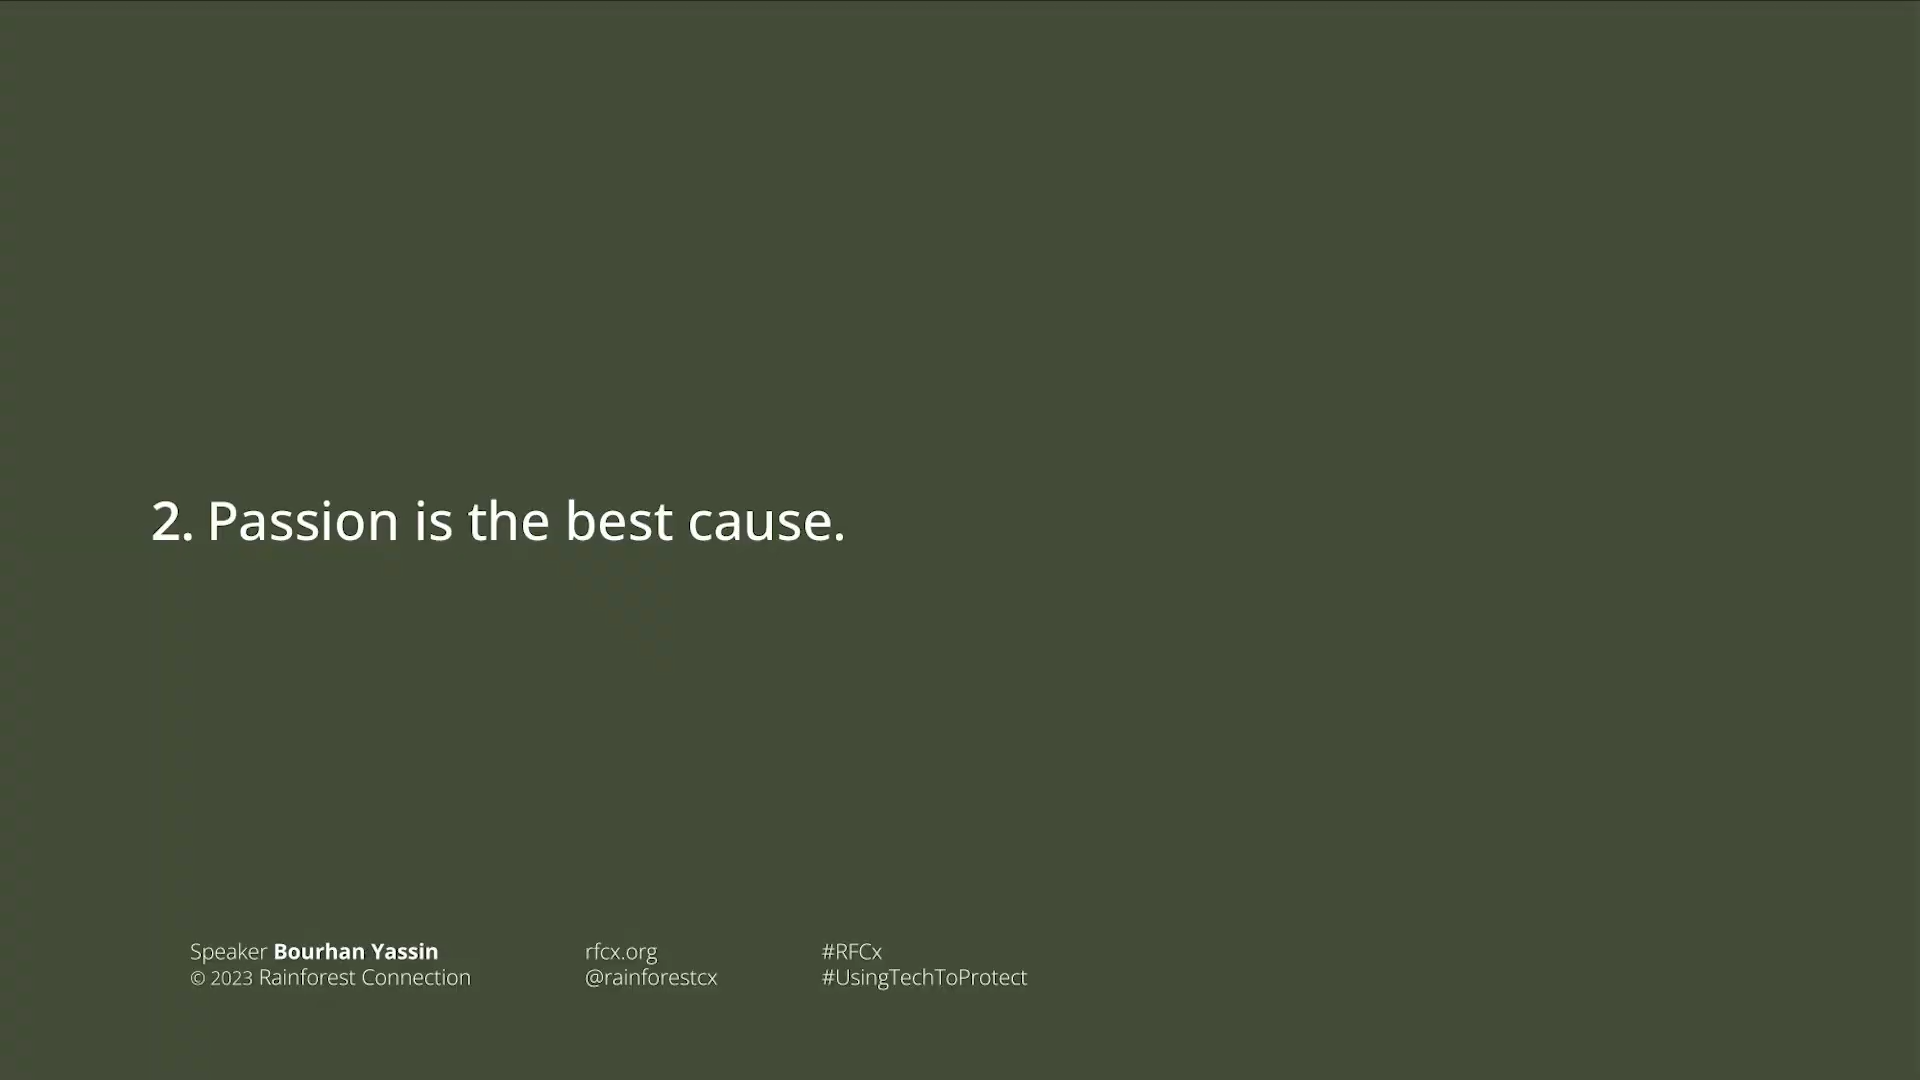 2. Passion is the best cause.
Speaker Bourhan Yassin
© 2023 Rainforest Connection
rfcx.org
@rainforestcx
#RFCx
#UsingTechToProtect